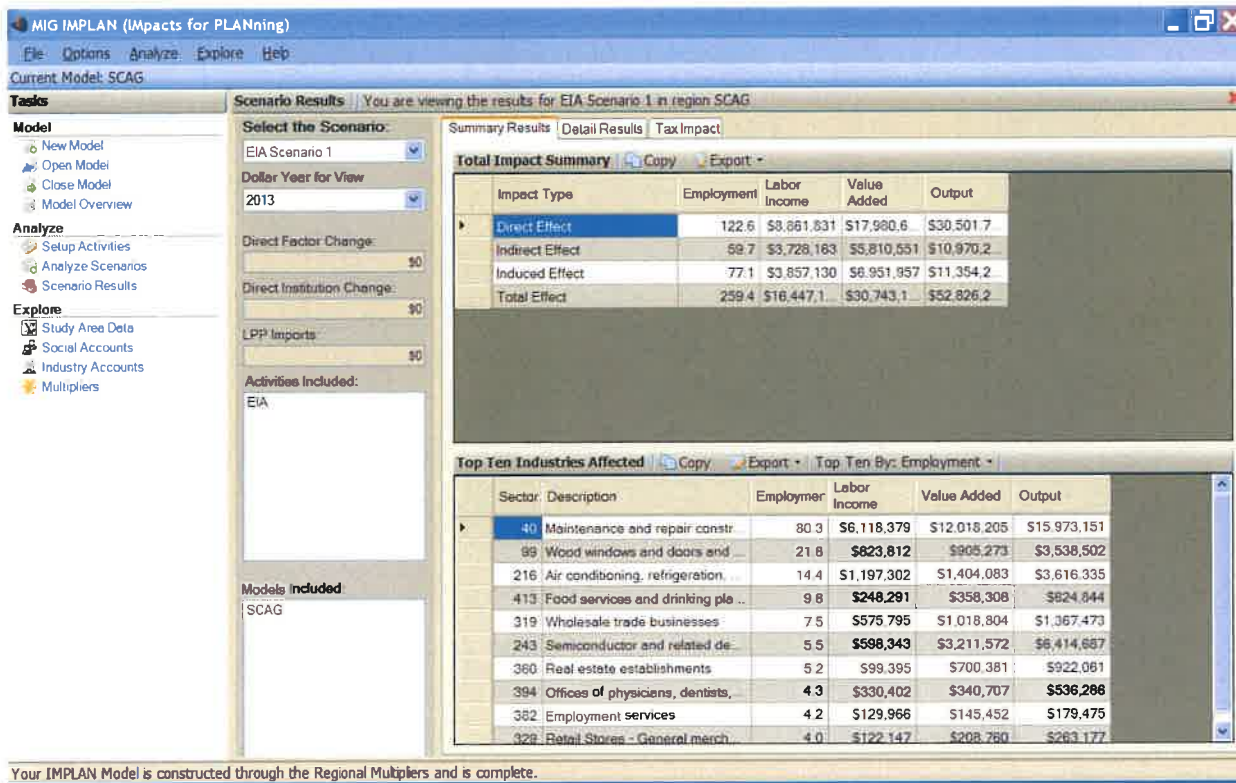 MIG IMPLAN (IMpacts for PLANning)
File Options Analyze Explore Help
Current Model: SCAG
Tasks
Model
New Model
Open Model
Close Model
Model Overview
Analyze
Setup Activities
Analyze Scenarios
Scenario Results
Explore
Study Area Data
Social Accounts
Industry Accounts
Multipliers
Scenario Results You are viewing the results for EIA Scenario 1 in region SCAG
Select the Scenario:
EIA Scenario 1
Dollar Year for View
2013
Direct Factor Change:
$0
Direct Institution Change:
$0
LPP Imports:
$0
Activities Included:
EIA
Models Included:
SCAG
Summary Results Detail Results Tax Impact
Total Impact Summary Copy Export
Impact Type Employment Labor Income Value Added Output
Direct Effect 122.6 $8,861,831 $17,980,6... $30,501,7...
Indirect Effect 59.7 $3,728,163 $5,810,551 $10,970,2...
Induced Effect 77.1 $3,857,130 $6,951,957 $11,354,2...
Total Effect 259.4 $16,447,1... $30,743,1... $52,826,2...
Top Ten Industries Affected Copy Export Top Ten By: Employment
Sector Description Employmer Labor Income Value Added Output
40 Maintenance and repair constr... 80.3 $6,118,379 $12,018,205 $15,973,151
99 Wood windows and doors and ... 21.8 $823,812 $905,273 $3,538,502
216 Air conditioning, refrigeration, ... 14.4 $1,197,302 $1,404,083 $3,616,335
413 Food services and drinking pla... 9.8 $248,291 $358,308 $624,844
319 Wholesale trade businesses 7.5 $575,795 $1,018,804 $1,367,473
243 Semiconductor and related de... 5.5 $598,343 $3,211,572 $6,414,687
360 Real estate establishments 5.2 $99,395 $700,381 $922,061
394 Offices of physicians, dentists, ... 4.3 $330,402 $340,707 $536,286
382 Employment services 4.2 $129,966 $145,452 $179,475
329 Retail Stores - General merch... 4.0 $122,147 $208,760 $263,177
Your IMPLAN Model is constructed through the Regional Multipliers and is complete.